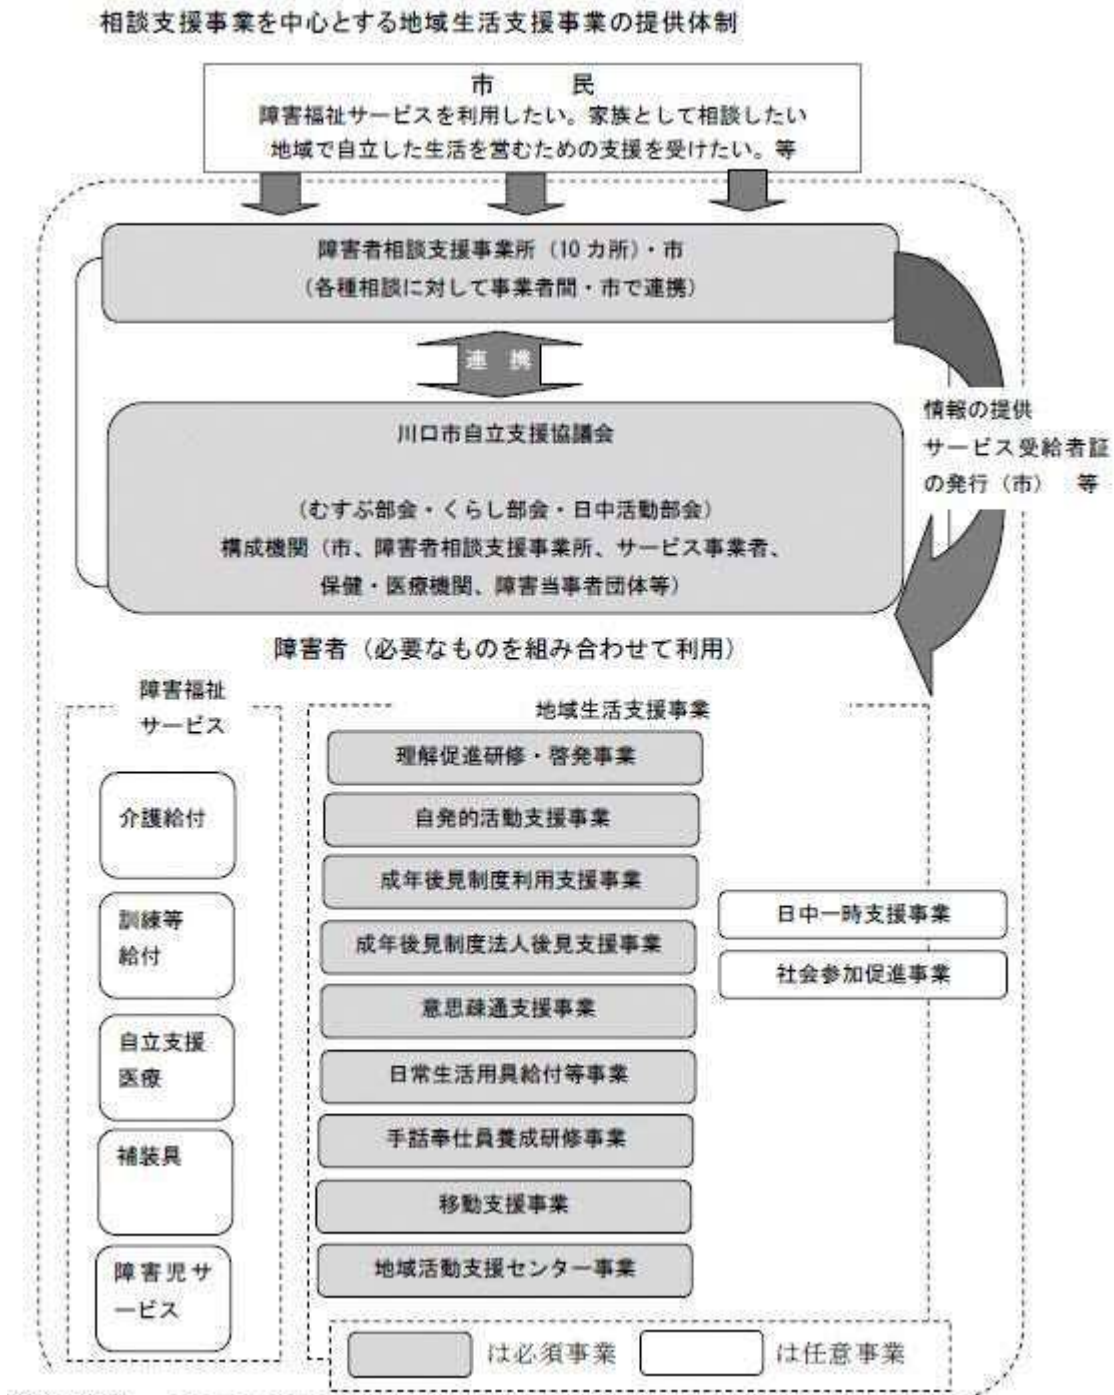 相談支援事業を中心とする地域生活支援事業の提供体制
市 民
障害福祉サービスを利用したい。家族として相談したい
地域で自立した生活を営むための支援を受けたい。等
障害者相談支援事業所（10カ所）・市
（各種相談に対して事業者間・市で連携）
連 携
情報の提供
サービス受給者証
の発行（市） 等
川口市自立支援協議会
（むすぶ部会・くらし部会・日中活動部会）
構成機関（市、障害者相談支援事業所、サービス事業者、
保健・医療機関、障害当事者団体等）
障害者（必要なものを組み合わせて利用）
障害福祉
サービス
介護給付
訓練等
給付
自立支援
医療
補装具
障害児サ
ービス
地域生活支援事業
理解促進研修・啓発事業
自発的活動支援事業
成年後見制度利用支援事業
成年後見制度法人後見支援事業
意思疎通支援事業
日常生活用具給付等事業
手話奉仕員養成研修事業
移動支援事業
地域活動支援センター事業
日中一時支援事業
社会参加促進事業
は必須事業 は任意事業